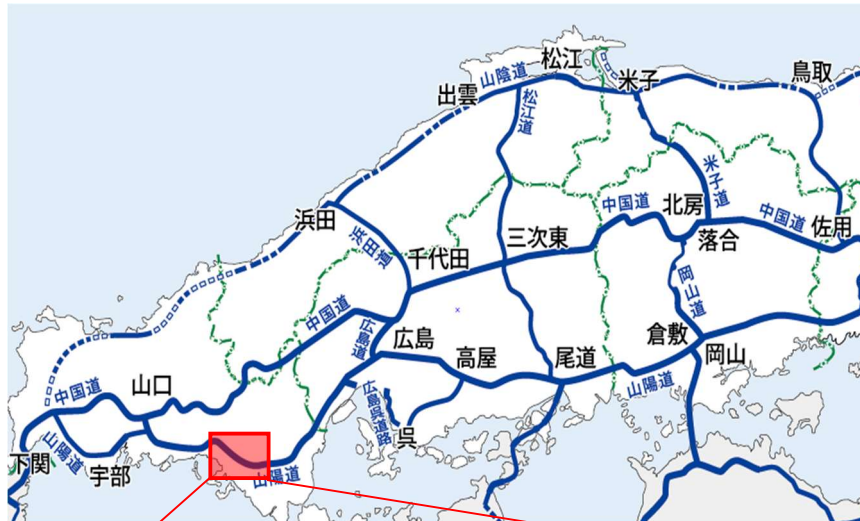 松江
米子
鳥取
山陰道
出雲
松江道
米子道
浜田
浜田道
千代田
三次東
中国道
北房
落合
中国道
佐用
岡山道
中国道
広島道
広島
高屋
尾道
倉敷
岡山
山陽道
広島呉道路
呉
中国道
山口
山陽道
下関
宇部
山陽道